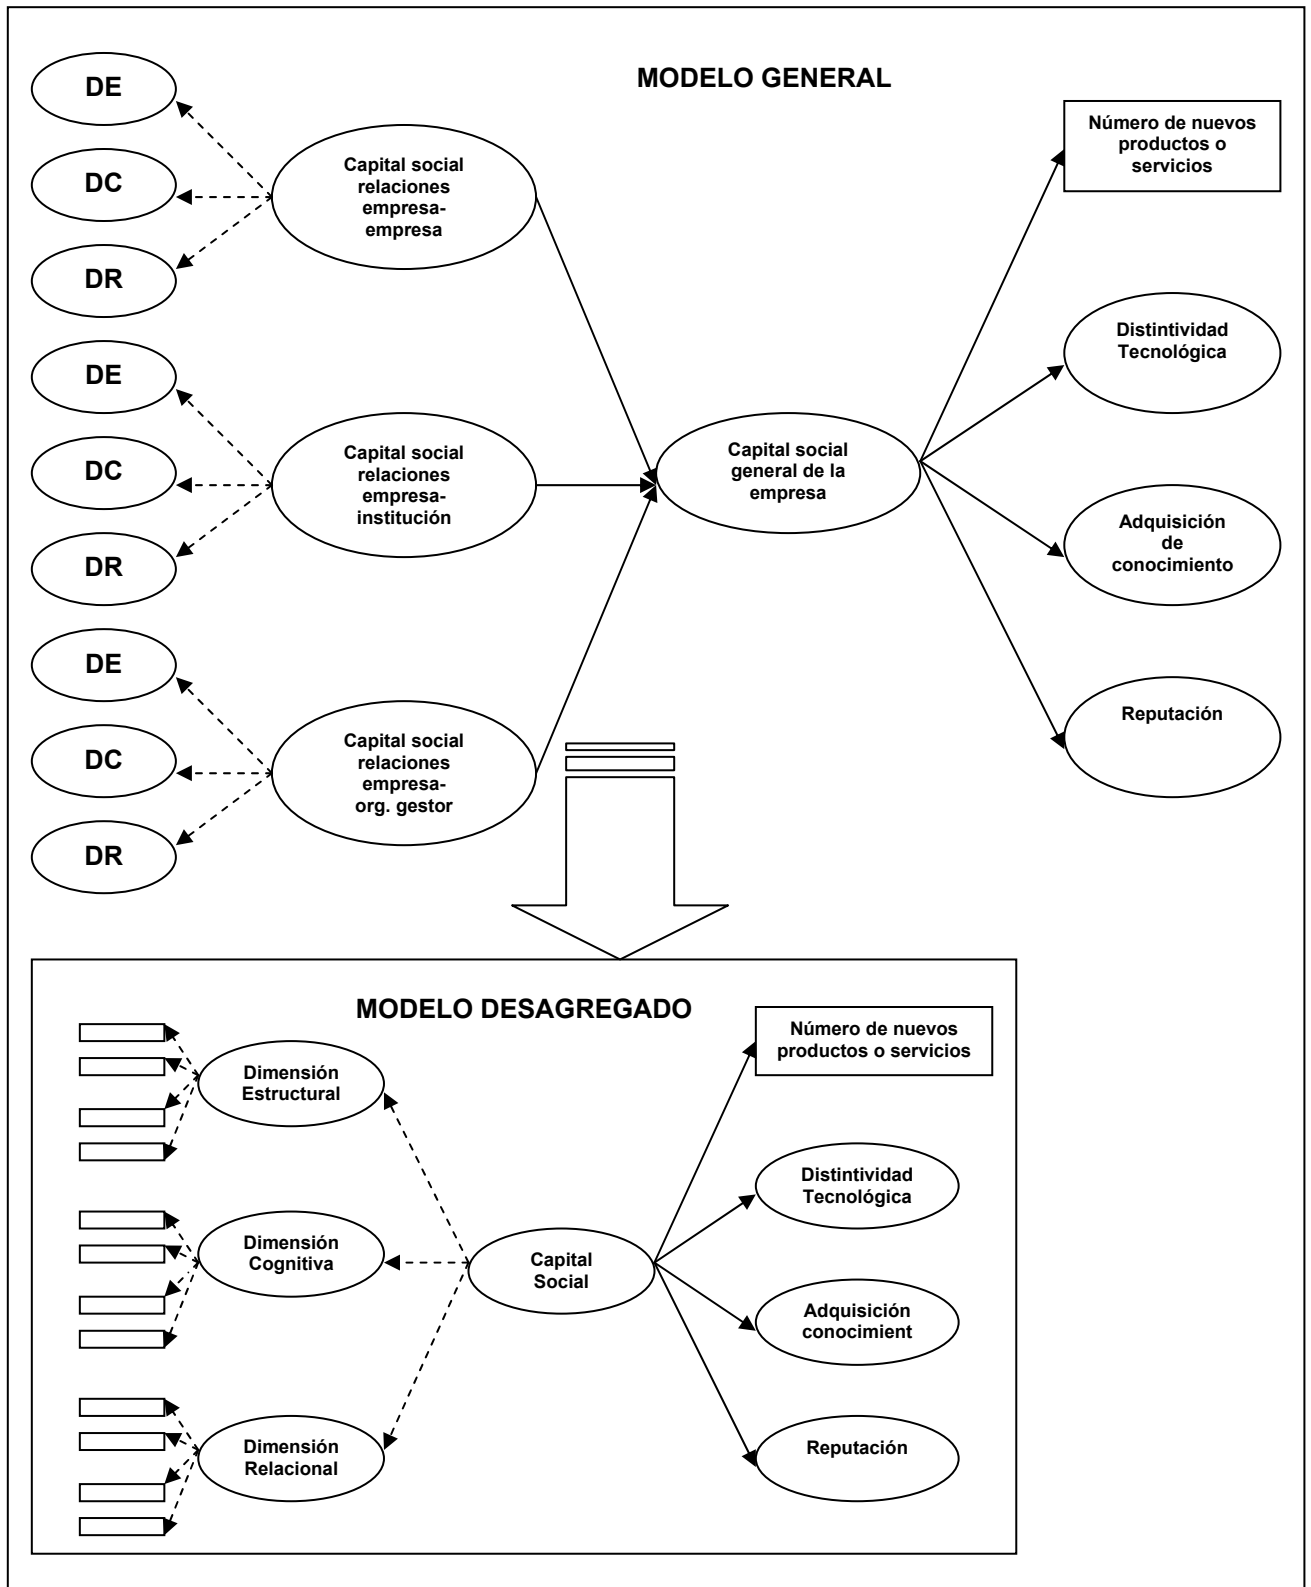 MODELO GENERAL
DE
DC
DR
Capital social
relaciones
empresa-
empresa
DE
DC
DR
Capital social
relaciones
empresa-
institución
DE
DC
DR
Capital social
relaciones
empresa-
org. gestor
Capital social
general de la
empresa
Número de nuevos
productos o
servicios
Distintividad
Tecnológica
Adquisición
de
conocimiento
Reputación
MODELO DESAGREGADO
Dimensión
Estructural
Dimensión
Cognitiva
Dimensión
Relacional
Capital
Social
Número de nuevos
productos o servicios
Distintividad
Tecnológica
Adquisición
conocimient
Reputación